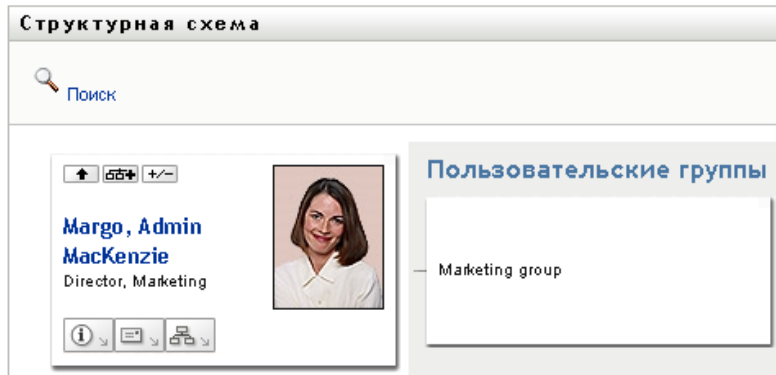 Структурная схема
Поиск
+/-
Margo, Admin
MacKenzie
Director, Marketing
Пользовательские группы
Marketing group